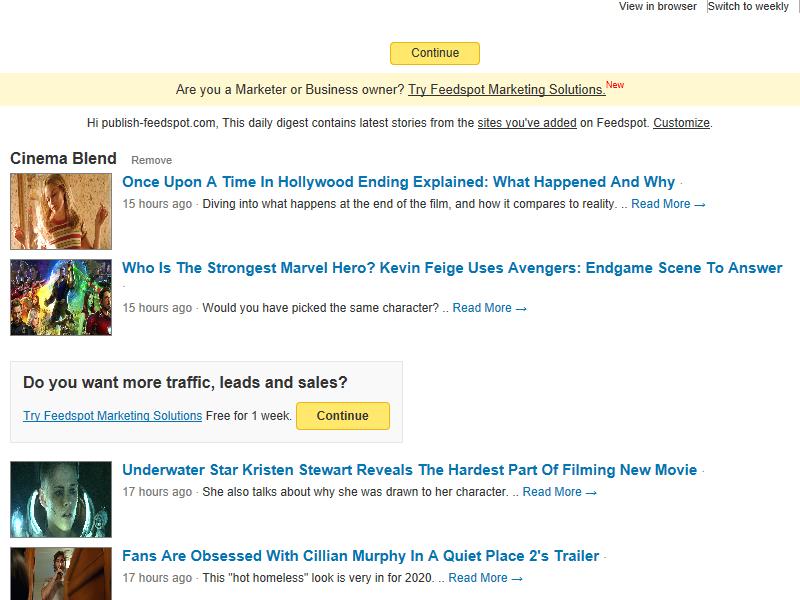 View in browser | Switch to weekly |
Continue
Are you a Marketer or Business owner? Try Feedspot Marketing Solutions.New
Hi publish-feedspot.com, This daily digest contains latest stories from the sites you've added on Feedspot. Customize.
Cinema Blend Remove
Once Upon A Time In Hollywood Ending Explained: What Happened And Why ·
15 hours ago · Diving into what happens at the end of the film, and how it compares to reality. .. Read More →
Who Is The Strongest Marvel Hero? Kevin Feige Uses Avengers: Endgame Scene To Answer
·
15 hours ago · Would you have picked the same character? .. Read More →
Do you want more traffic, leads and sales?
Try Feedspot Marketing Solutions Free for 1 week. Continue
Underwater Star Kristen Stewart Reveals The Hardest Part Of Filming New Movie ·
17 hours ago · She also talks about why she was drawn to her character. .. Read More →
Fans Are Obsessed With Cillian Murphy In A Quiet Place 2's Trailer ·
17 hours ago · This "hot homeless" look is very in for 2020. .. Read More →